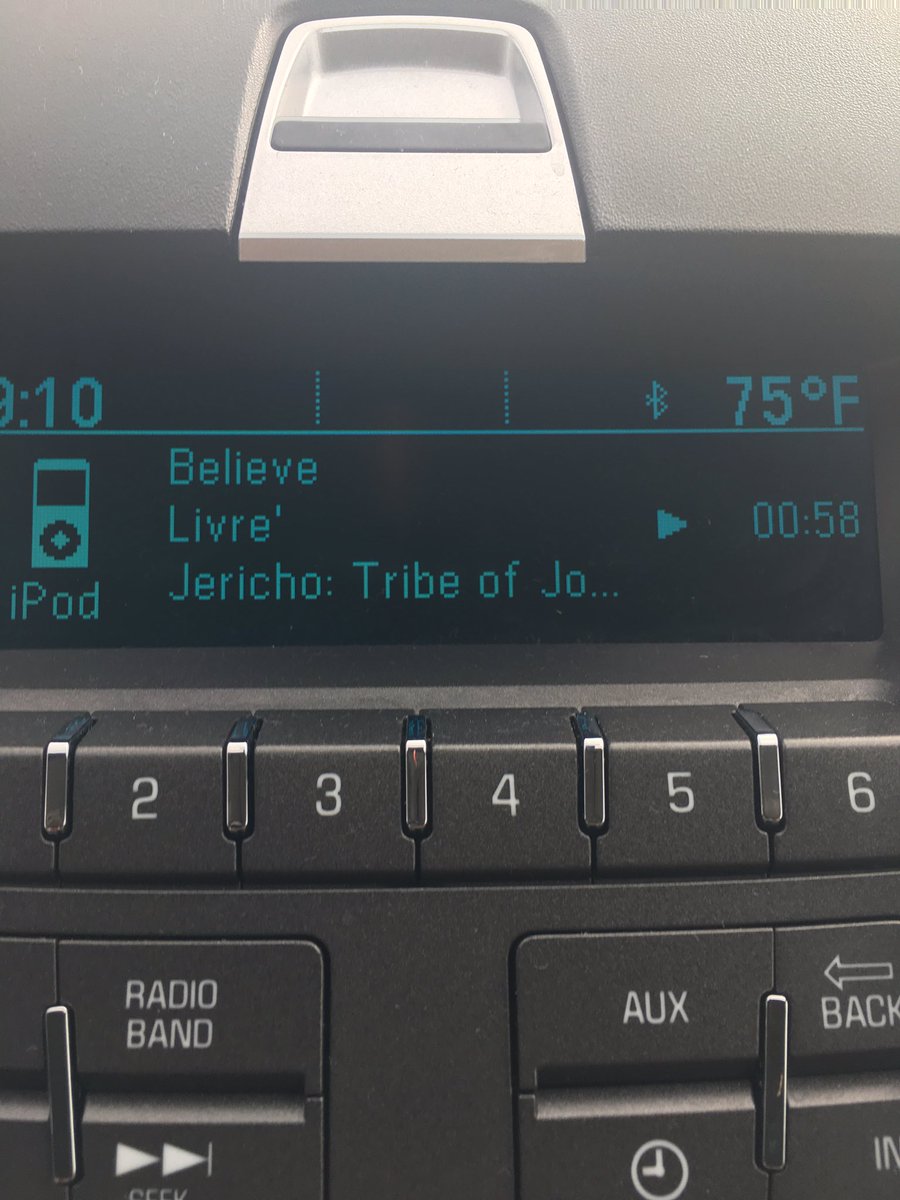 9:10 75°F
Believe
Livre' 00:58
Jericho: Tribe of Jo...
iPod
2 3 4 5 6
RADIO
BAND
AUX
BACK
SEEK